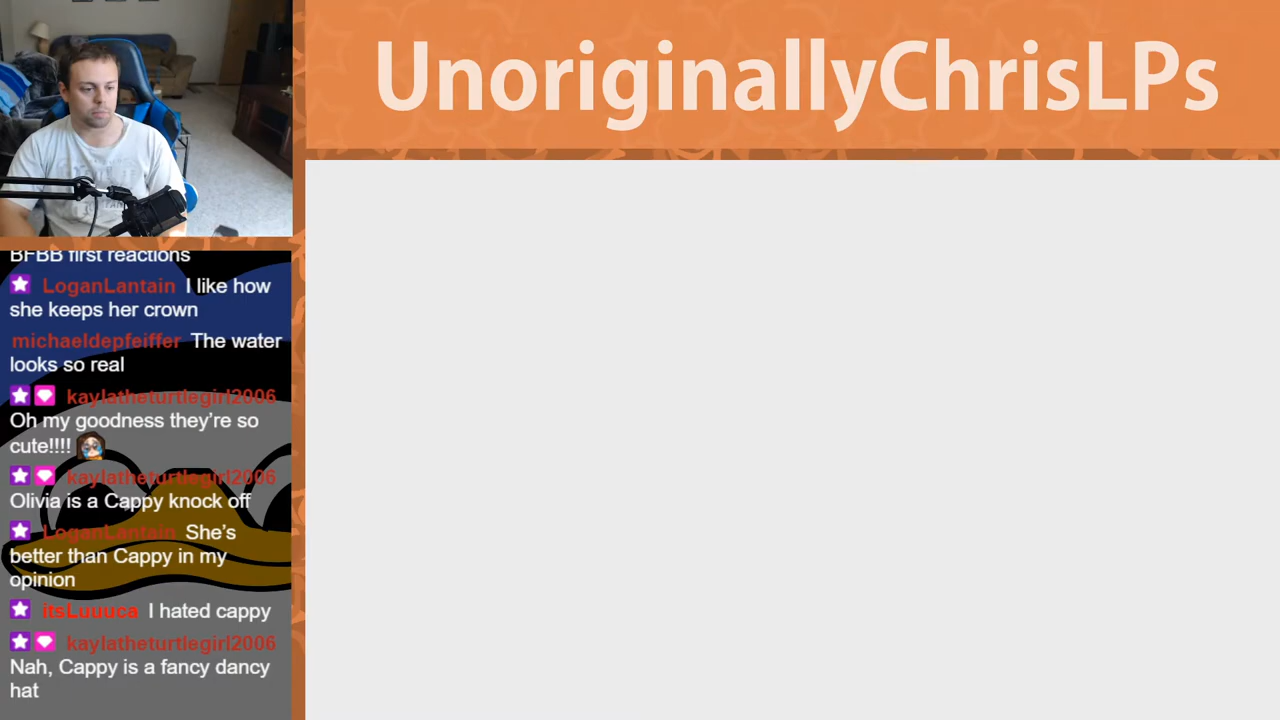 UnoriginallyChrisLPs
BFBB first reactions
LoganLantain I like how
she keeps her crown
michaeldepfeiffer The water
looks so real
kaylatheturtlegirl2006
Oh my goodness they're so
cute!!!!
kaylatheturtlegirl2006
Olivia is a Cappy knock off
LoganLantain She's
better than Cappy in my
opinion
itsLuuuca I hated cappy
kaylatheturtlegirl2006
Nah, Cappy is a fancy dancy
hat